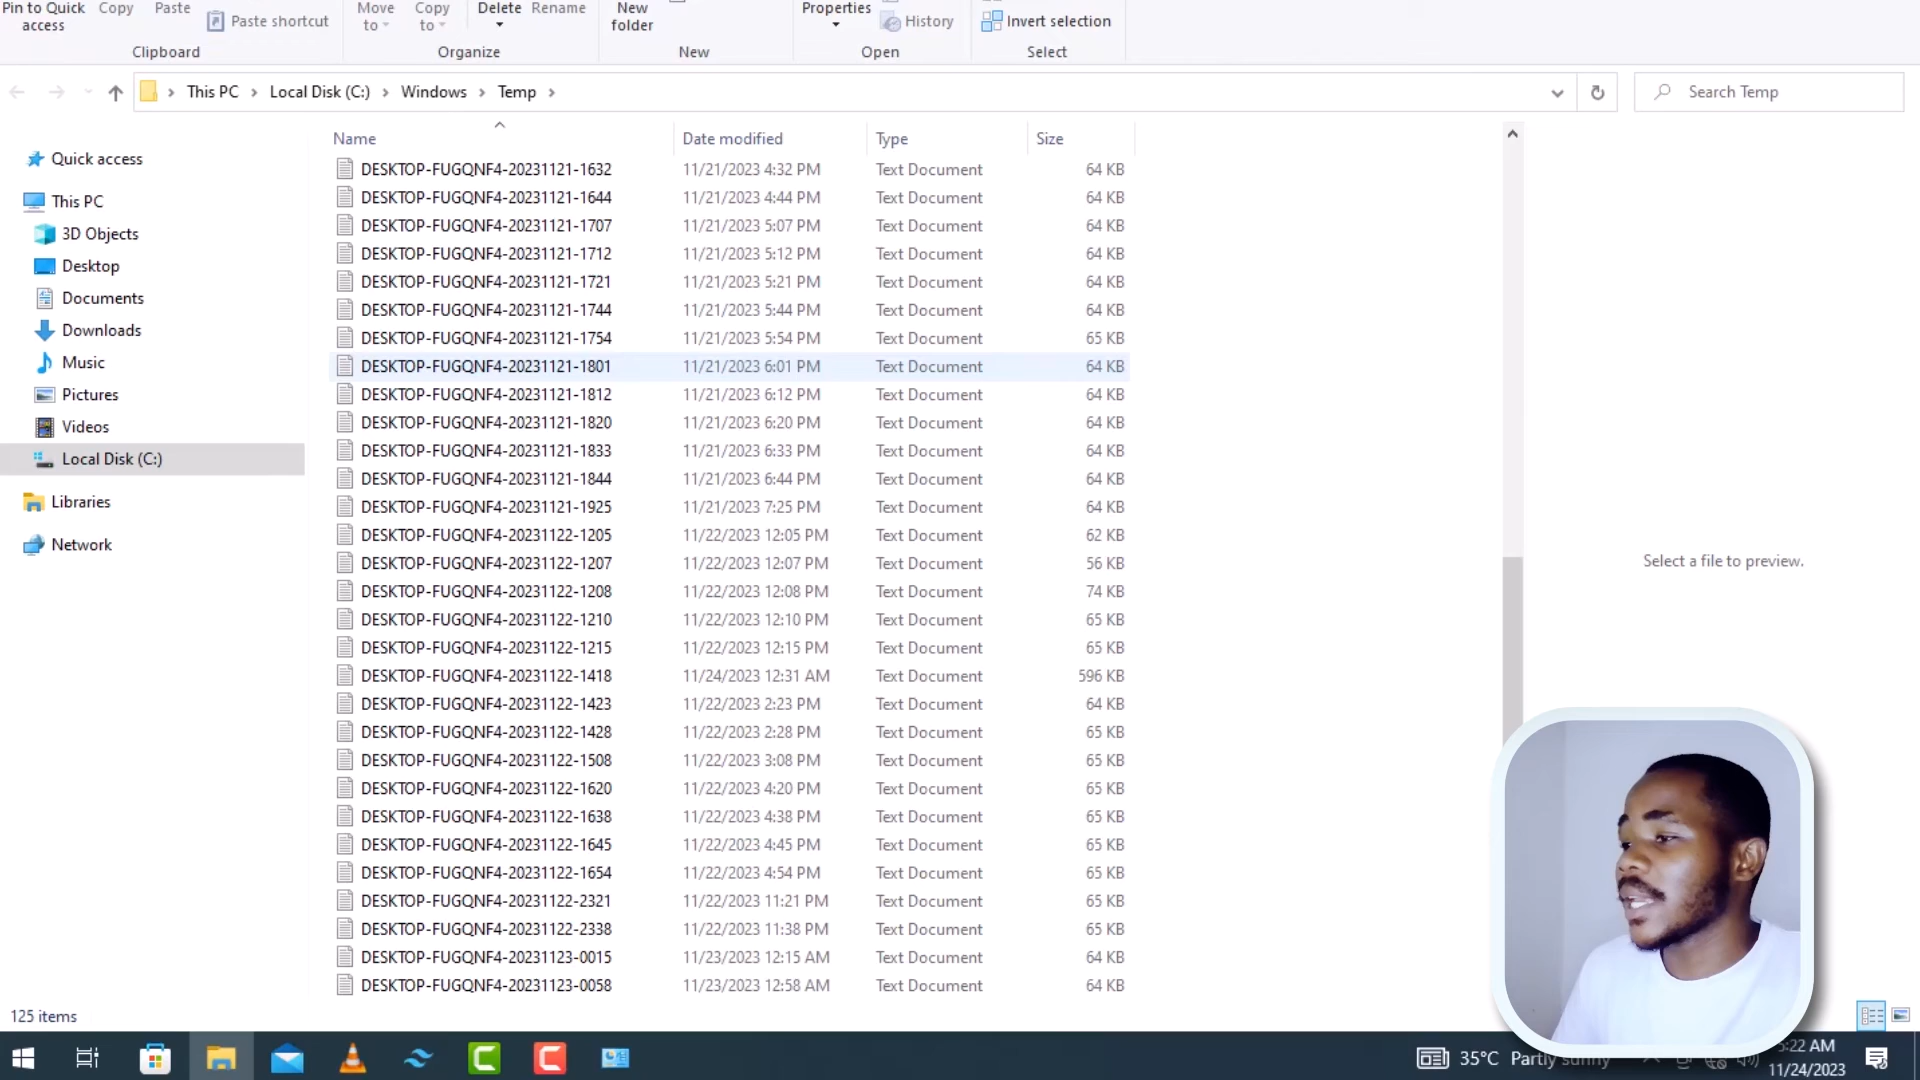 Pin to Quick access
Copy
Paste
Paste shortcut
Clipboard
Move to
Copy to
Delete
Rename
Organize
New folder
New
Properties
History
Open
Invert selection
Select
This PC > Local Disk (C:) > Windows > Temp >
Search Temp
Quick access
This PC
3D Objects
Desktop
Documents
Downloads
Music
Pictures
Videos
Local Disk (C:)
Libraries
Network
Name Date modified Type Size
DESKTOP-FUGQNF4-20231121-1632 11/21/2023 4:32 PM Text Document 64 KB
DESKTOP-FUGQNF4-20231121-1644 11/21/2023 4:44 PM Text Document 64 KB
DESKTOP-FUGQNF4-20231121-1707 11/21/2023 5:07 PM Text Document 64 KB
DESKTOP-FUGQNF4-20231121-1712 11/21/2023 5:12 PM Text Document 64 KB
DESKTOP-FUGQNF4-20231121-1721 11/21/2023 5:21 PM Text Document 64 KB
DESKTOP-FUGQNF4-20231121-1744 11/21/2023 5:44 PM Text Document 64 KB
DESKTOP-FUGQNF4-20231121-1754 11/21/2023 5:54 PM Text Document 65 KB
DESKTOP-FUGQNF4-20231121-1801 11/21/2023 6:01 PM Text Document 64 KB
DESKTOP-FUGQNF4-20231121-1812 11/21/2023 6:12 PM Text Document 64 KB
DESKTOP-FUGQNF4-20231121-1820 11/21/2023 6:20 PM Text Document 64 KB
DESKTOP-FUGQNF4-20231121-1833 11/21/2023 6:33 PM Text Document 64 KB
DESKTOP-FUGQNF4-20231121-1844 11/21/2023 6:44 PM Text Document 64 KB
DESKTOP-FUGQNF4-20231121-1925 11/21/2023 7:25 PM Text Document 64 KB
DESKTOP-FUGQNF4-20231122-1205 11/22/2023 12:05 PM Text Document 62 KB
DESKTOP-FUGQNF4-20231122-1207 11/22/2023 12:07 PM Text Document 56 KB
DESKTOP-FUGQNF4-20231122-1208 11/22/2023 12:08 PM Text Document 74 KB
DESKTOP-FUGQNF4-20231122-1210 11/22/2023 12:10 PM Text Document 65 KB
DESKTOP-FUGQNF4-20231122-1215 11/22/2023 12:15 PM Text Document 65 KB
DESKTOP-FUGQNF4-20231122-1418 11/24/2023 12:31 AM Text Document 596 KB
DESKTOP-FUGQNF4-20231122-1423 11/22/2023 2:23 PM Text Document 64 KB
DESKTOP-FUGQNF4-20231122-1428 11/22/2023 2:28 PM Text Document 65 KB
DESKTOP-FUGQNF4-20231122-1508 11/22/2023 3:08 PM Text Document 65 KB
DESKTOP-FUGQNF4-20231122-1620 11/22/2023 4:20 PM Text Document 65 KB
DESKTOP-FUGQNF4-20231122-1638 11/22/2023 4:38 PM Text Document 65 KB
DESKTOP-FUGQNF4-20231122-1645 11/22/2023 4:45 PM Text Document 65 KB
DESKTOP-FUGQNF4-20231122-1654 11/22/2023 4:54 PM Text Document 65 KB
DESKTOP-FUGQNF4-20231122-2321 11/22/2023 11:21 PM Text Document 65 KB
DESKTOP-FUGQNF4-20231122-2338 11/22/2023 11:38 PM Text Document 65 KB
DESKTOP-FUGQNF4-20231123-0015 11/23/2023 12:15 AM Text Document 65 KB
DESKTOP-FUGQNF4-20231123-0058 11/23/2023 12:58 AM Text Document 64 KB
Select a file to preview.
125 items
35°C Partly sunny
:22 AM
11/24/2023